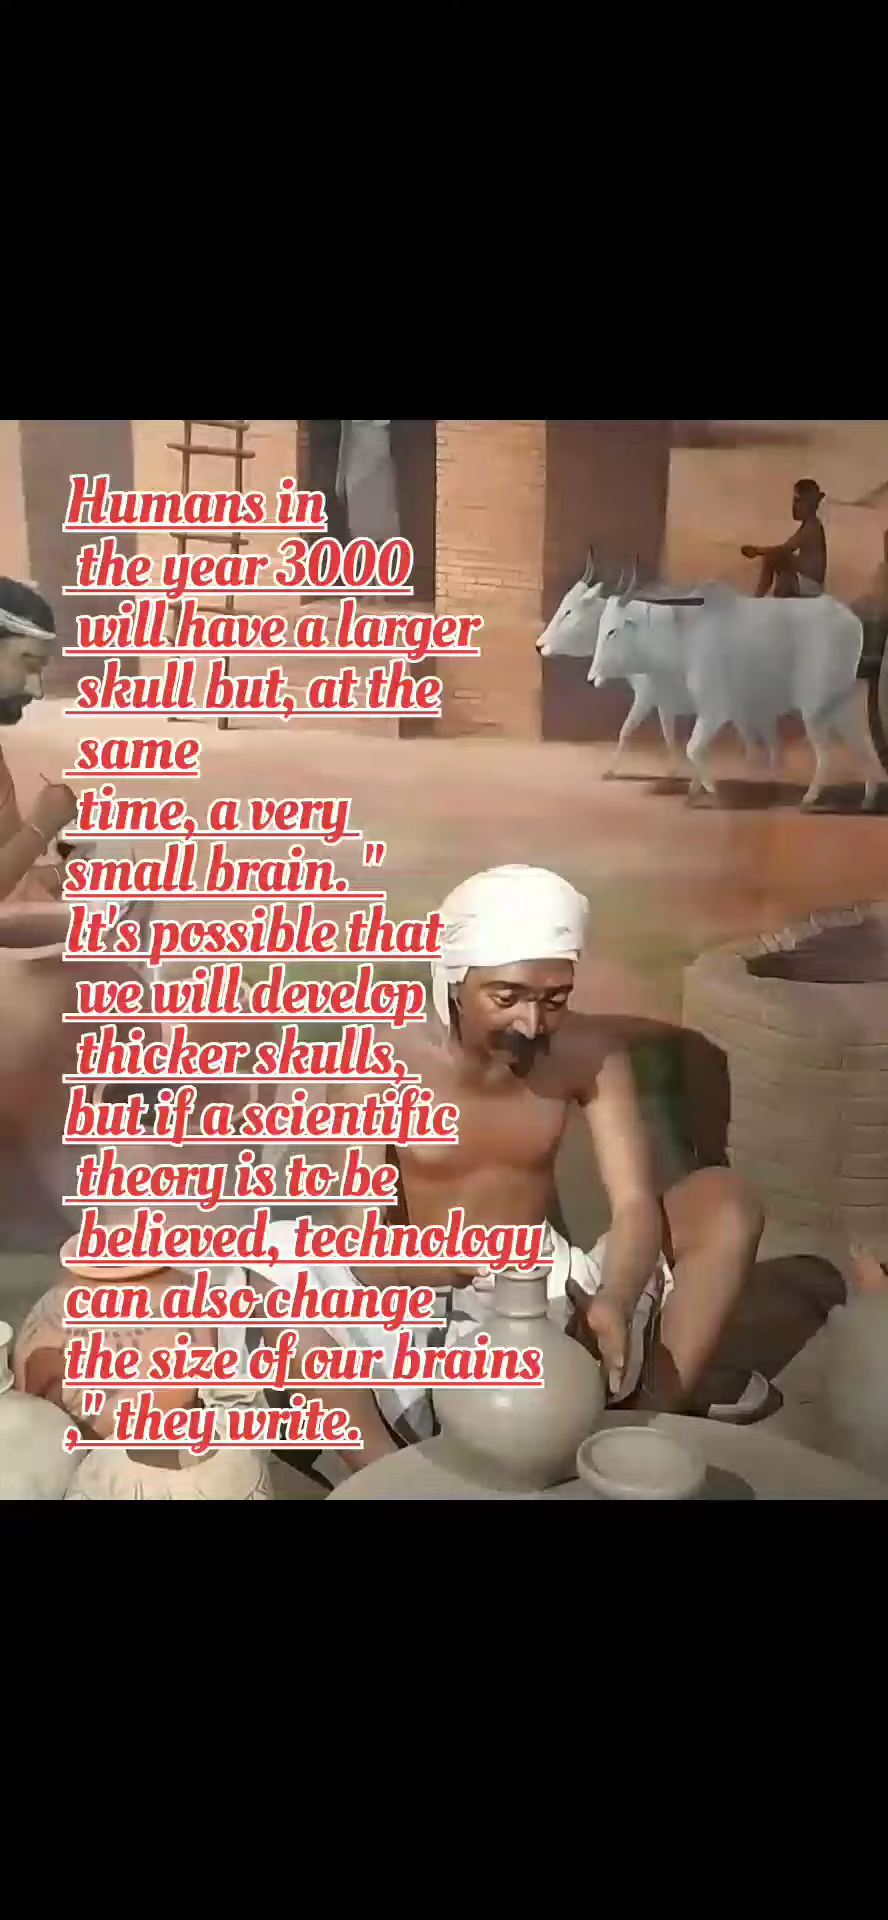 Humans in
the year 3000
will have a larger
skull but, at the
same
time, a very
small brain. "
It's possible that
we will develop
thicker skulls,
but if a scientific
theory is to be
believed, technology
can also change
the size of our brains
," they write.